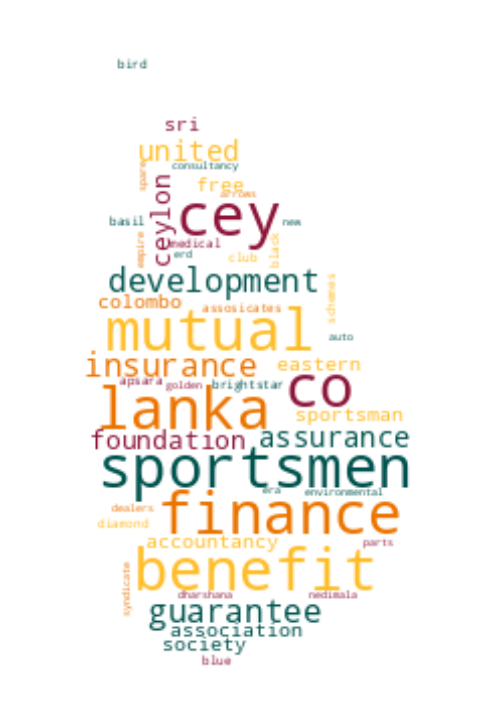 bird
sri
united
consultancy
spare
free
arrows
ceylon
cey
basil
new
empire
medical
erd
club
black
development
schemes
colombo
associcates
mutual
auto
insurance
eastern
apsara
golden
brightstar
co
lanka
sportsman
foundation
assurance
sportsmen
era
environmental
finance
dealers
diamond
accountancy
parts
benefit
syndicate
dharshana
nedimala
guarantee
association
society
blue